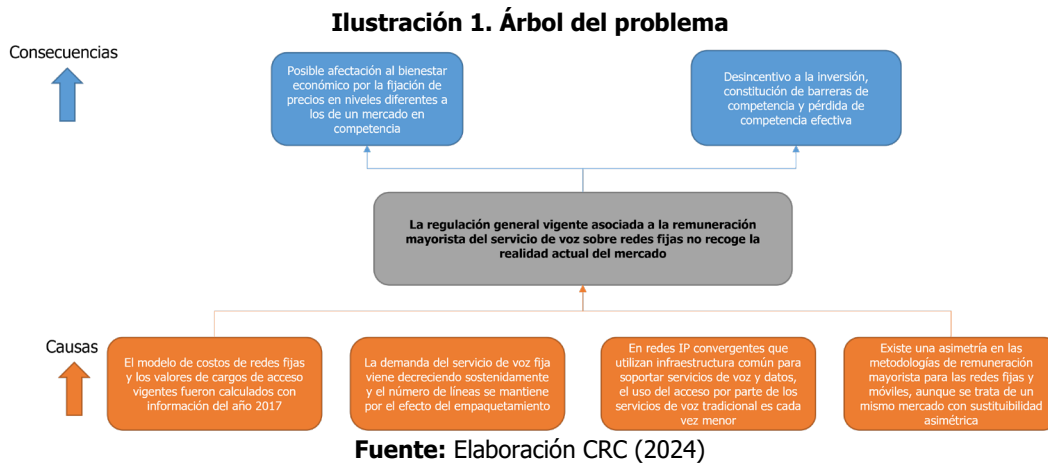 Ilustración 1. Árbol del problema
Consecuencias
Posible afectación al bienestar
económico por la fijación de
precios en niveles diferentes a
los de un mercado en
competencia
Desincentivo a la inversión,
constitución de barreras de
competencia y pérdida de
competencia efectiva
La regulación general vigente asociada a la remuneración
mayorista del servicio de voz sobre redes fijas no recoge la
realidad actual del mercado
Causas
El modelo de costos de redes fijas
y los valores de cargos de acceso
vigentes fueron calculados con
información del año 2017
La demanda del servicio de voz fija
viene decreciendo sostenidamente
y el número de líneas se mantiene
por el efecto del empaquetamiento
En redes IP convergentes que
utilizan infraestructura común para
soportar servicios de voz y datos,
el uso del acceso por parte de los
servicios de voz tradicional es cada
vez menor
Existe una asimetría en las
metodologías de remuneración
mayorista para las redes fijas y
móviles, aunque se trata de un
mismo mercado con sustituibilidad
asimétrica
Fuente: Elaboración CRC (2024)